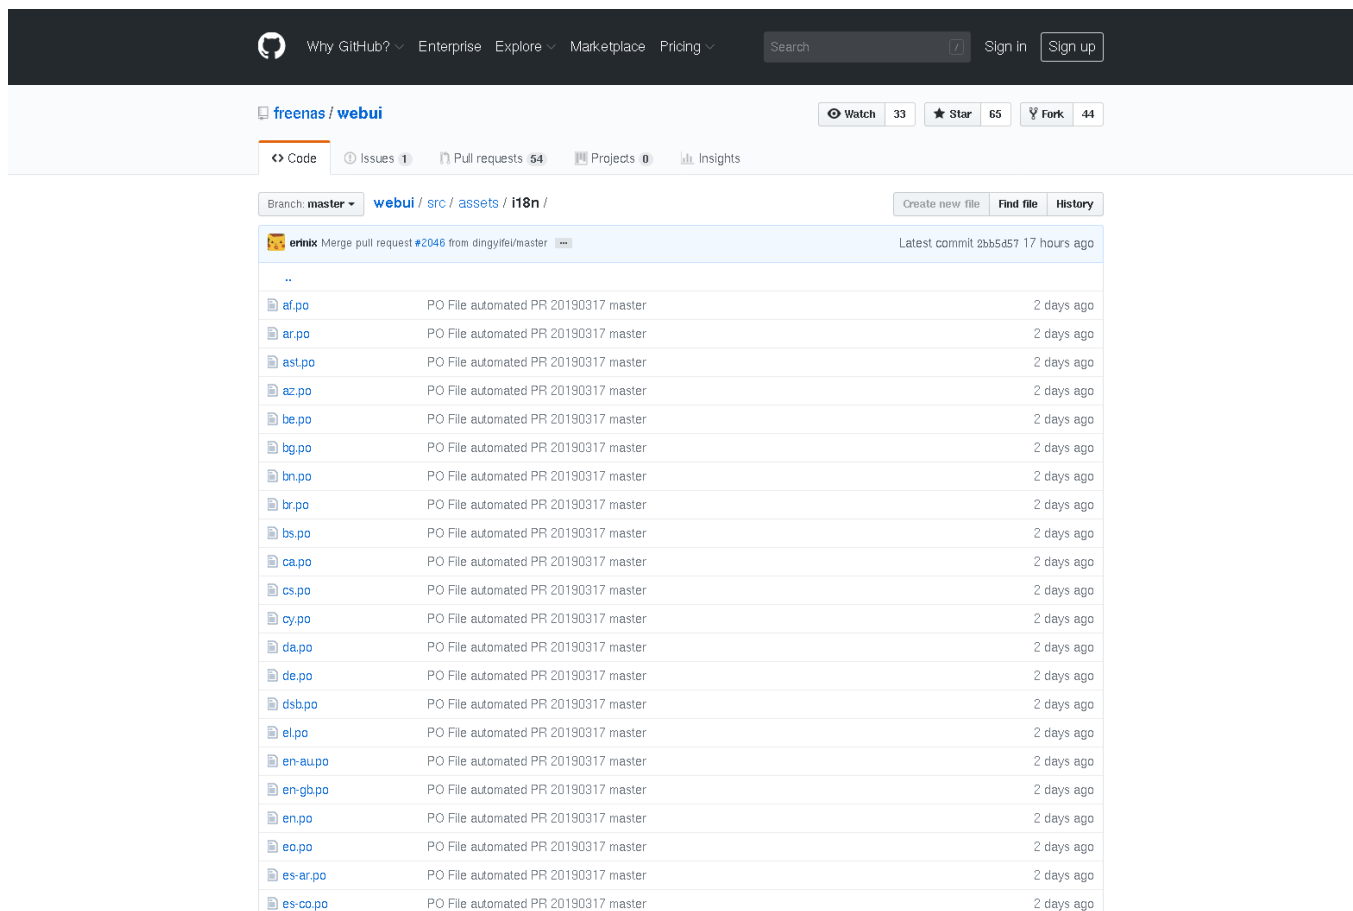 Why GitHub? Enterprise Explore Marketplace Pricing Search / Sign in Sign up
freenas / webui Watch 33 Star 65 Fork 44
<> Code Issues 1 Pull requests 54 Projects 0 Insights
Branch: master webui / src / assets / i18n / Create new file Find file History
erinix Merge pull request #2046 from dingyifei/master ... Latest commit 2bb5d57 17 hours ago
..
af.po PO File automated PR 20190317 master 2 days ago
ar.po PO File automated PR 20190317 master 2 days ago
ast.po PO File automated PR 20190317 master 2 days ago
az.po PO File automated PR 20190317 master 2 days ago
be.po PO File automated PR 20190317 master 2 days ago
bg.po PO File automated PR 20190317 master 2 days ago
bn.po PO File automated PR 20190317 master 2 days ago
br.po PO File automated PR 20190317 master 2 days ago
bs.po PO File automated PR 20190317 master 2 days ago
ca.po PO File automated PR 20190317 master 2 days ago
cs.po PO File automated PR 20190317 master 2 days ago
cy.po PO File automated PR 20190317 master 2 days ago
da.po PO File automated PR 20190317 master 2 days ago
de.po PO File automated PR 20190317 master 2 days ago
dsb.po PO File automated PR 20190317 master 2 days ago
el.po PO File automated PR 20190317 master 2 days ago
en-au.po PO File automated PR 20190317 master 2 days ago
en-gb.po PO File automated PR 20190317 master 2 days ago
en.po PO File automated PR 20190317 master 2 days ago
eo.po PO File automated PR 20190317 master 2 days ago
es-ar.po PO File automated PR 20190317 master 2 days ago
es-co.po PO File automated PR 20190317 master 2 days ago